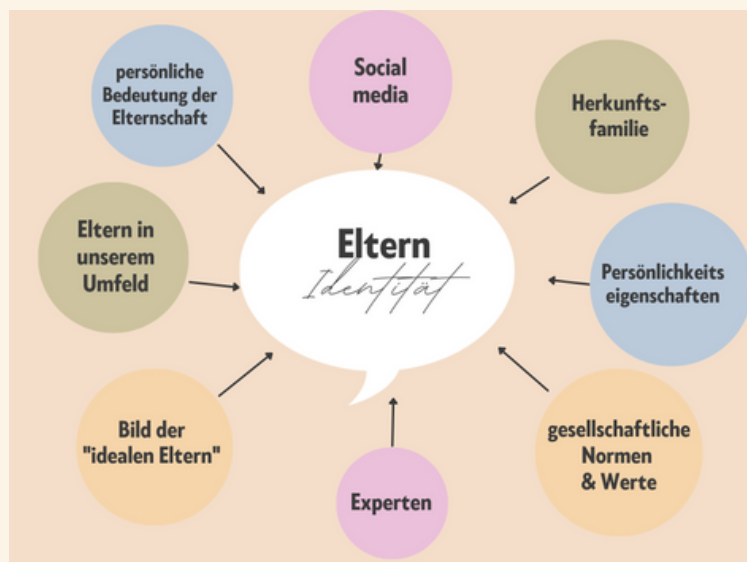 persönliche
Bedeutung der
Elternschaft
Social
media
Herkunfts-
familie
Eltern in
unserem
Umfeld
Eltern
Identität
Persönlichkeits
eigenschaften
Bild der
"idealen Eltern"
Experten
gesellschaftliche
Normen
& Werte